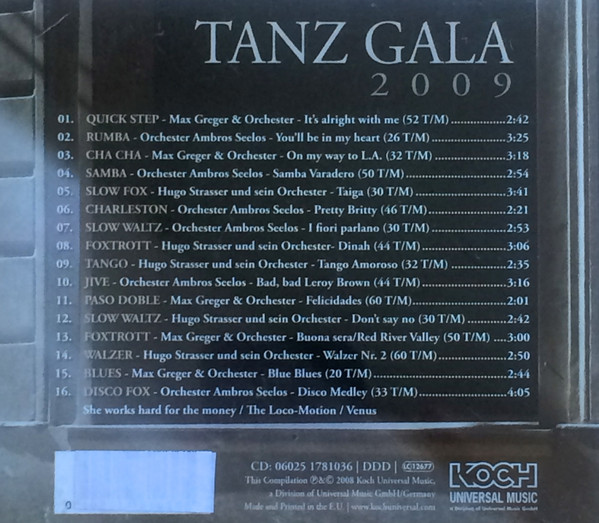 TANZ GALA
2009
01. QUICK STEP - Max Greger & Orchester - It's alright with me (52 T/M) 2:42
02. RUMBA - Orchester Ambros Seelos - You'll be in my heart (26 T/M) 3:25
03. CHA CHA - Max Greger & Orchester - On my way to L.A. (32 T/M) 3:18
04. SAMBA - Orchester Ambros Seelos - Samba Varadero (50 T/M) 2:54
05. SLOW FOX - Hugo Strasser und sein Orchester - Taiga (30 T/M) 3:41
06. CHARLESTON - Orchester Ambros Seelos - Pretty Britty (46 T/M) 2:21
07. SLOW WALTZ - Orchester Ambros Seelos - I fiori parlano (30 T/M) 2:53
08. FOXTROTT - Hugo Strasser und sein Orchester- Dinah (44 T/M) 3:06
09. TANGO - Hugo Strasser und sein Orchester - Tango Amoroso (32 T/M) 2:35
10. JIVE - Orchester Ambros Seelos - Bad, bad Leroy Brown (44 T/M) 3:16
11. PASO DOBLE - Max Greger & Orchester - Felicidades (60 T/M) 2:01
12. SLOW WALTZ - Hugo Strasser und sein Orchester - Don't say no (30 T/M) 2:42
13. FOXTROTT - Max Greger & Orchester - Buona sera/Red River Valley (50 T/M) 3:00
14. WALZER - Hugo Strasser und sein Orchester - Walzer Nr. 2 (60 T/M) 2:50
15. BLUES - Max Greger & Orchester - Blue Blues (20 T/M) 2:44
16. DISCO FOX - Orchester Ambros Seelos - Disco Medley (33 T/M) 4:05
She works hard for the money / The Loco-Motion / Venus
CD: 06025 1781036 | DDD | LC 12677
This Compilation ℗&© 2008 Koch Universal Music,
a Division of Universal Music GmbH/Germany
Made and Printed in the E.U. | www.kochuniversal.com
KOCH
UNIVERSAL MUSIC
a Division of Universal Music GmbH
0